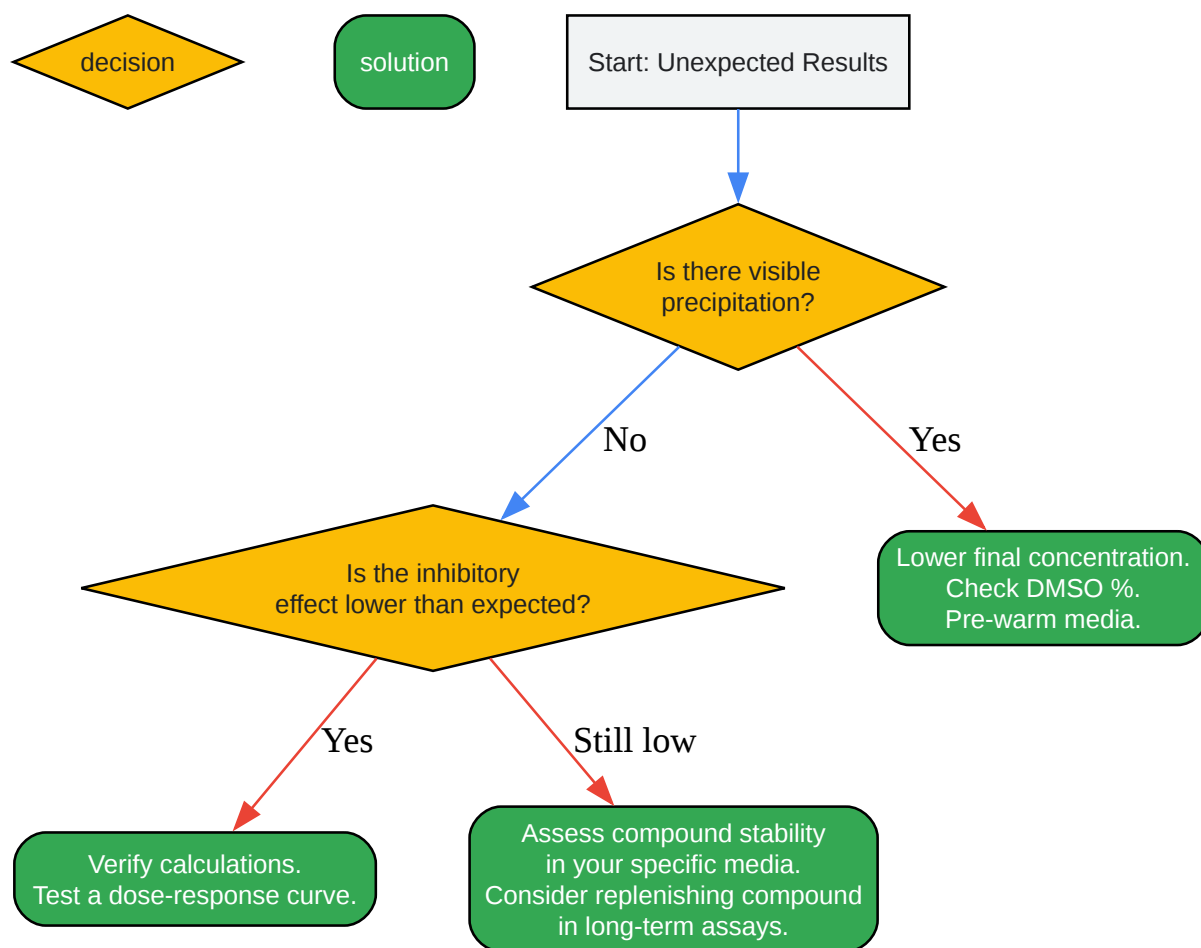 decision
solution
Start: Unexpected Results
Is there visible
precipitation?
No
Yes
Is the inhibitory
effect lower than expected?
Lower final concentration.
Check DMSO %.
Pre-warm media.
Yes
Still low
Verify calculations.
Test a dose-response curve.
Assess compound stability
in your specific media.
Consider replenishing compound
in long-term assays.